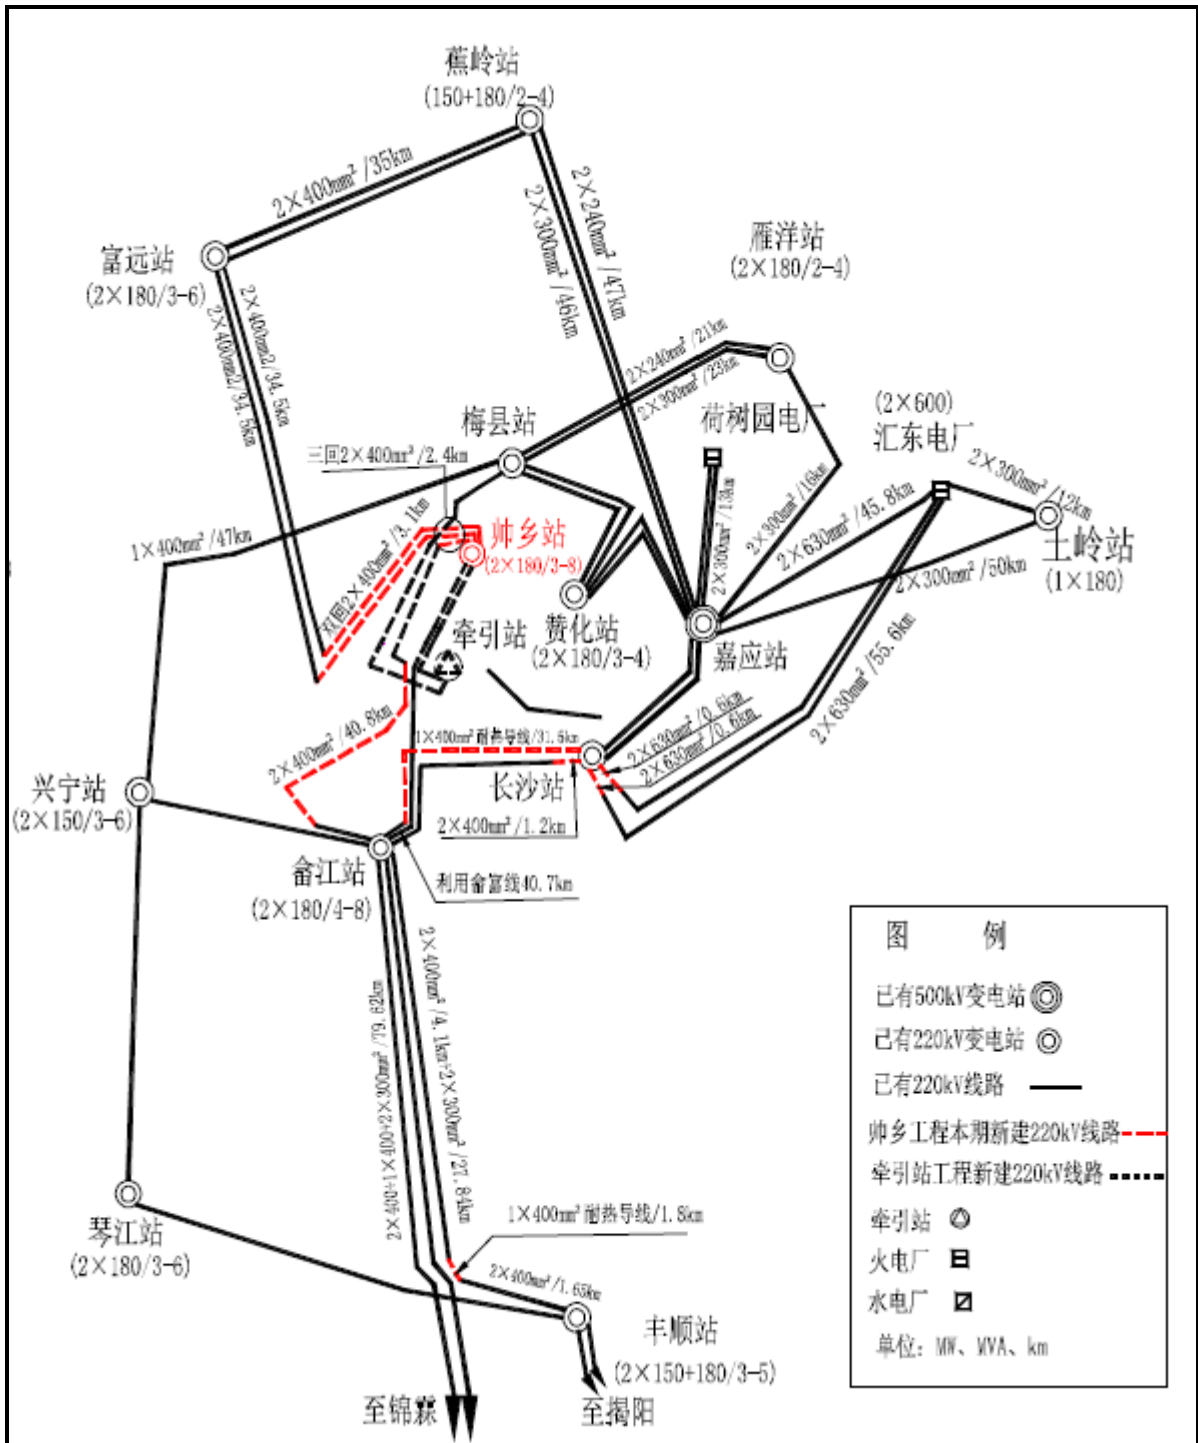 蕉岭站
(150+180/2-4)
2×400mm²/35km
富远站
(2×180/3-6)
2×300mm²/46km
2×240mm²/47km
雁洋站
(2×180/2-4)
2×400mm2/34.5km
2×400mm2/34.5km
2×240mm²/21km
2×300mm²/23km
梅县站
三回2×400mm²/2.4km
荷树园电厂
(2×600)
汇东电厂
2×300mm²/12km
1×400mm²/47km
双回2×400mm²/3.1km
帅乡站
(2×180/3-8)
2×300mm²/13km
2×300mm²/16km
2×630mm²/45.8km
2×300mm²/50km
士岭站
(1×180)
牵引站
赞化站
(2×180/3-4)
嘉应站
2×630mm²/55.6km
2×400mm²/40.8km
1×400mm²耐热导线/31.6km
2×630mm²/0.6km
2×630mm²/0.6km
兴宁站
(2×150/3-6)
长沙站
2×400mm²/1.2km
畲江站
(2×180/4-8)
利用畲富线40.7km
2×400+1×400+2×300mm²/79.62km
2×400mm²/4.1km+2×300mm²/27.84km
琴江站
(2×180/3-6)
1×400mm²耐热导线/1.8km
2×400mm²/1.65km
丰顺站
(2×150+180/3-5)
至锦霖
至揭阳
图 例
已有500kV变电站
已有220kV变电站
已有220kV线路
帅乡工程本期新建220kV线路
牵引站工程新建220kV线路
牵引站
火电厂
水电厂
单位：MW、MVA、km